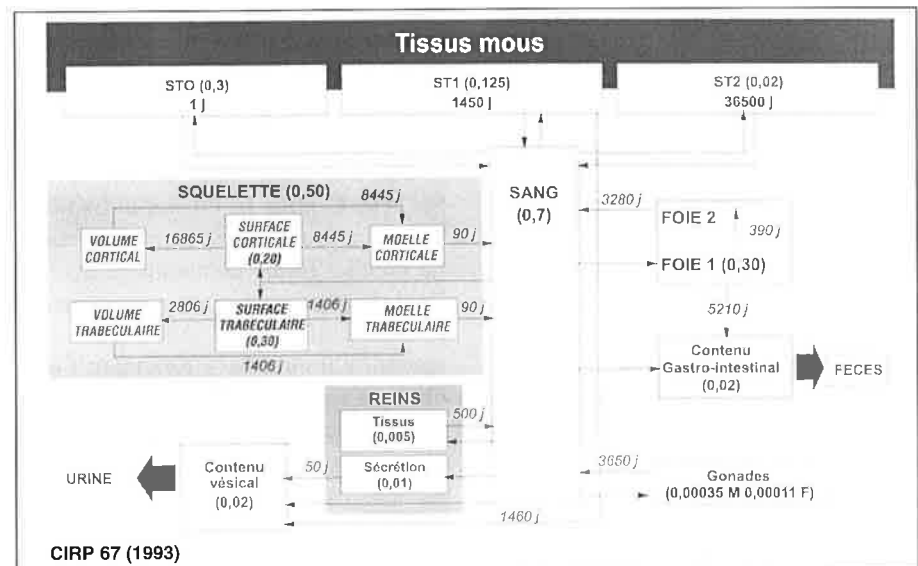 Tissus mous
STO (0,3)
1 j
ST1 (0,125)
1450 j
ST2 (0,02)
36500 j
SQUELETTE (0,50)
8445 j
VOLUME
CORTICAL
16865 j
SURFACE
CORTICALE
(0,20)
8445 j
MOELLE
CORTICALE
90 j
VOLUME
TRABECULAIRE
2806 j
SURFACE
TRABECULAIRE
(0,30)
1406 j
MOELLE
TRABECULAIRE
90 j
1406 j
SANG
(0,7)
3280 j
FOIE 2
390 j
FOIE 1 (0,30)
5210 j
Contenu
Gastro-intestinal
(0,02)
FECES
REINS
Tissus
(0,005)
500 j
Sécrétion
(0,01)
50 j
URINE
Contenu
vésical
(0,02)
1460 j
3650 j
Gonades
(0,00035 M 0,00011 F)
CIRP 67 (1993)